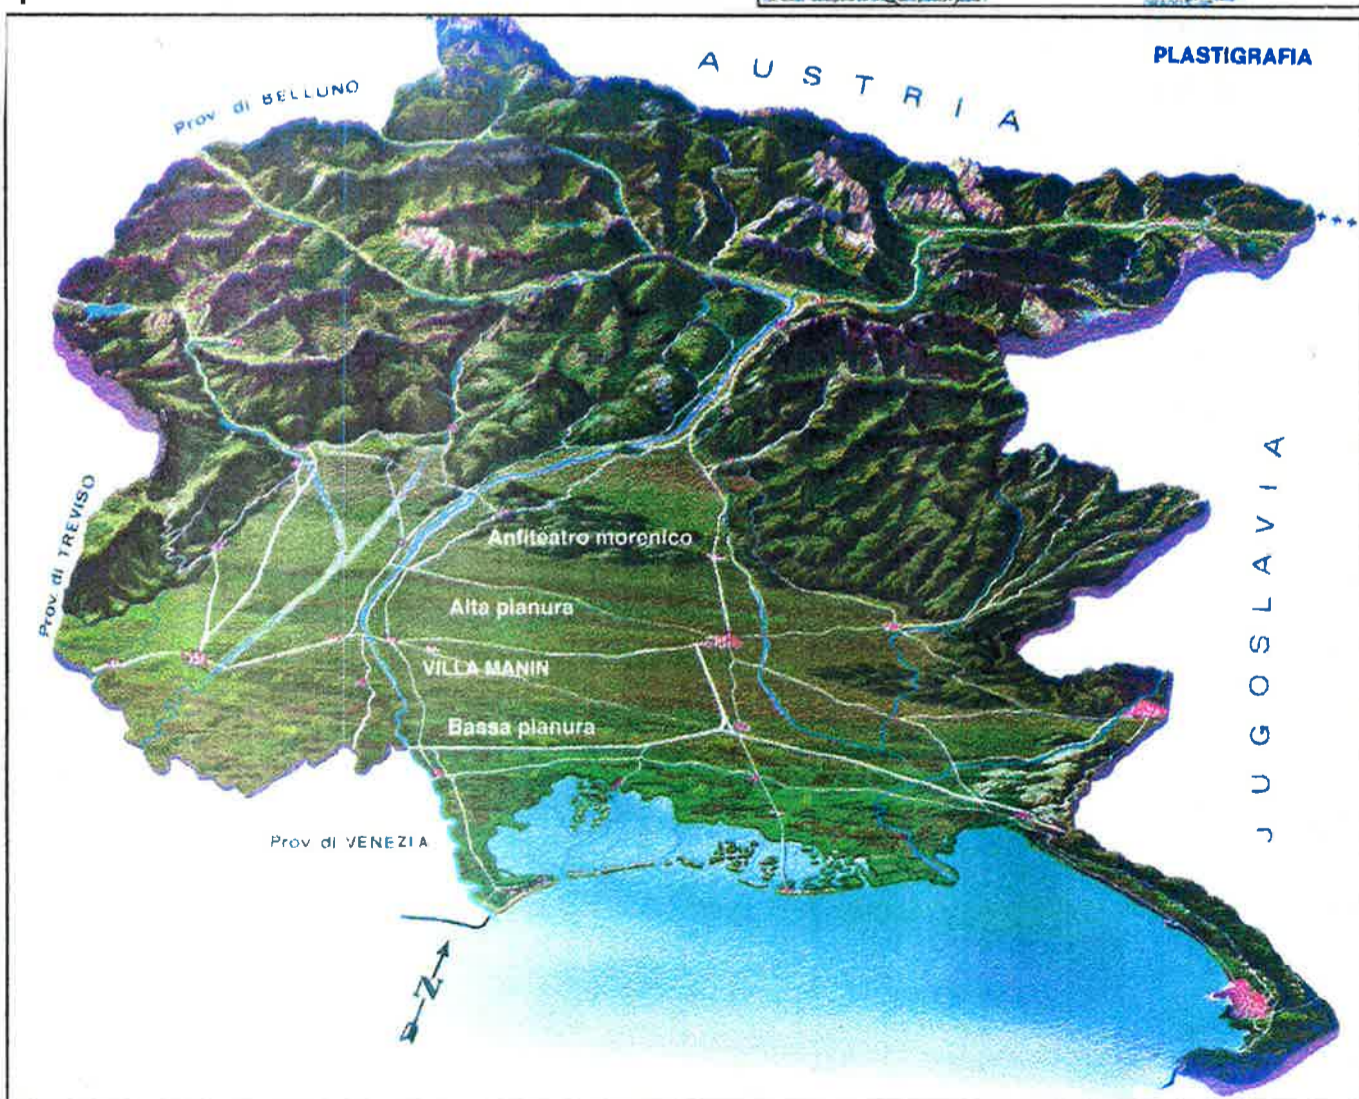 PLASTIGRAFIA
AUSTRIA
Prov. di BELLUNO
Prov. di TREVISO
JUGOSLAVIA
Anfiteatro morenico
Alta pianura
VILLA MANIN
Bassa pianura
Prov di VENEZIA
N